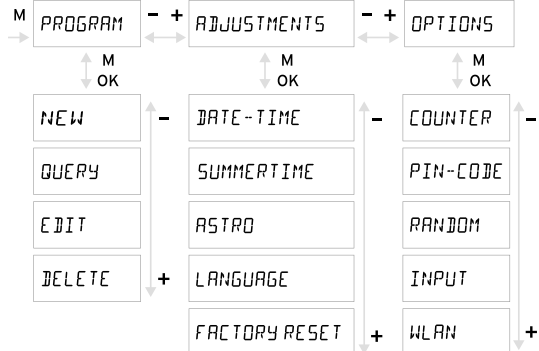 M PROGRAM - + ADJUSTMENTS - + OPTIONS
M M M
OK OK OK
NEW - DATE-TIME - COUNTER -
QUERY SUMMERTIME PIN-CODE
EDIT ASTRO RANDOM
DELETE + LANGUAGE INPUT
FACTORY RESET + WLAN +